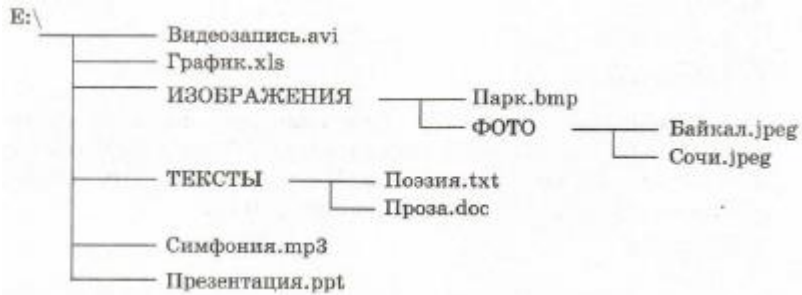 E:\
Видеозапись.avi
График.xls
ИЗОБРАЖЕНИЯ Парк.bmp
ФОТО Байкал.jpeg
Сочи.jpeg
ТЕКСТЫ Поэзия.txt
Проза.doc
Симфония.mp3
Презентация.ppt